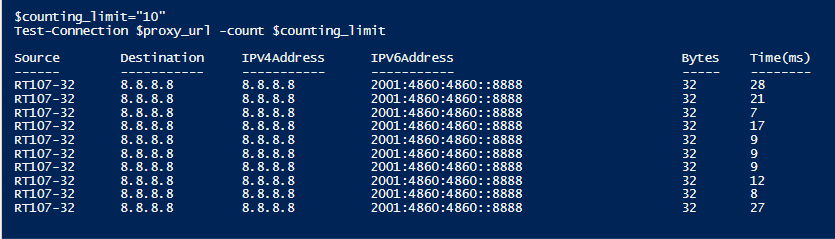 $counting_limit="10"
Test-Connection $proxy_url -count $counting_limit
Source Destination IPV4Address IPV6Address Bytes Time(ms)
------ ----------- ----------- ----------- ----- --------
RT107-32 8.8.8.8 8.8.8.8 2001:4860:4860::8888 32 28
RT107-32 8.8.8.8 8.8.8.8 2001:4860:4860::8888 32 21
RT107-32 8.8.8.8 8.8.8.8 2001:4860:4860::8888 32 7
RT107-32 8.8.8.8 8.8.8.8 2001:4860:4860::8888 32 17
RT107-32 8.8.8.8 8.8.8.8 2001:4860:4860::8888 32 9
RT107-32 8.8.8.8 8.8.8.8 2001:4860:4860::8888 32 9
RT107-32 8.8.8.8 8.8.8.8 2001:4860:4860::8888 32 9
RT107-32 8.8.8.8 8.8.8.8 2001:4860:4860::8888 32 12
RT107-32 8.8.8.8 8.8.8.8 2001:4860:4860::8888 32 8
RT107-32 8.8.8.8 8.8.8.8 2001:4860:4860::8888 32 27